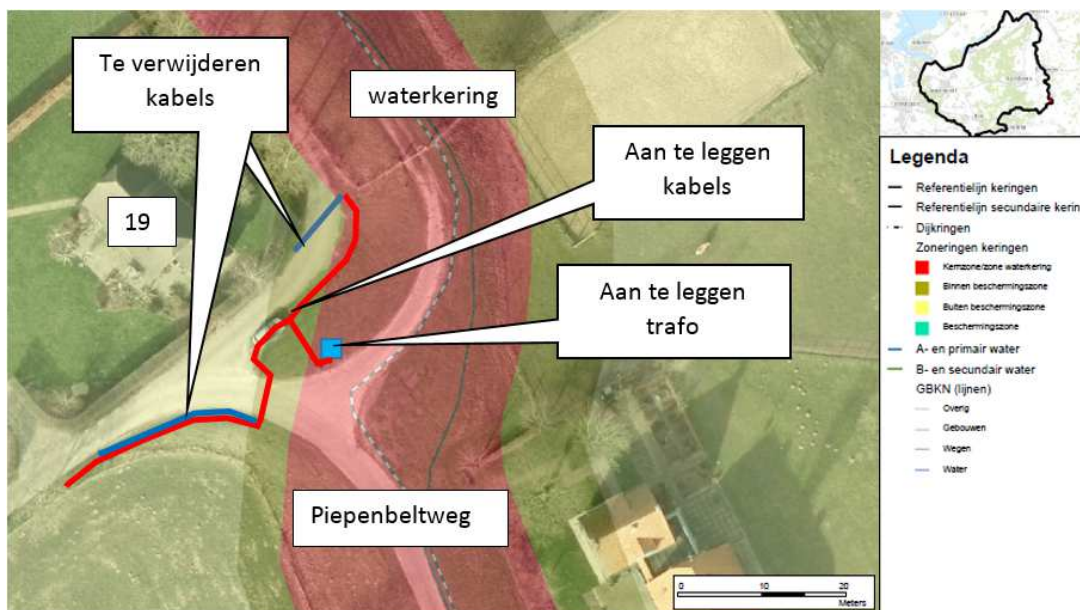 Te verwijderen
kabels
waterkering
Aan te leggen
kabels
19
Aan te leggen
trafo
Piepenbeltweg
0 10 20
Meters
Legenda
Referentielijn keringen
Referentielijn secundaire kerin
Dijkringen
Zoneringen keringen
Kernzone/zone waterkering
Binnen beschermingszone
Buiten beschermingszone
Beschermingszone
A- en primair water
B- en secundair water
GBKN (lijnen)
Overig
Gebouwen
Wegen
Water